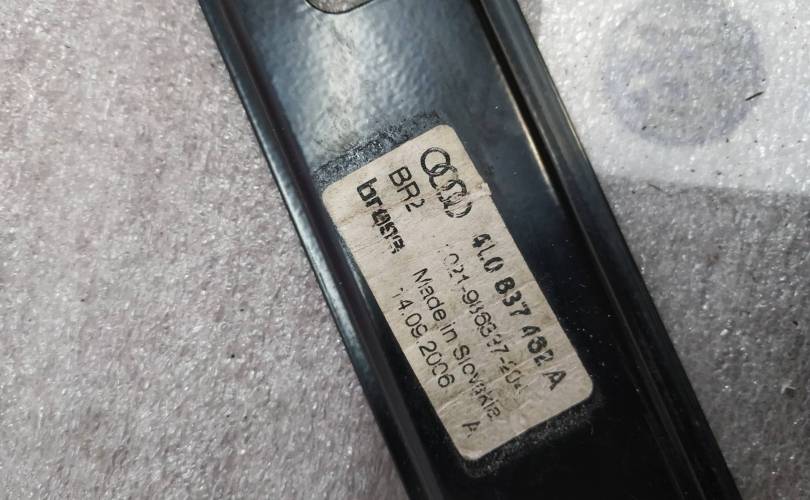 4L0 837 462 A
BR2
brose
Made in Slovakia
14.09.2006
A